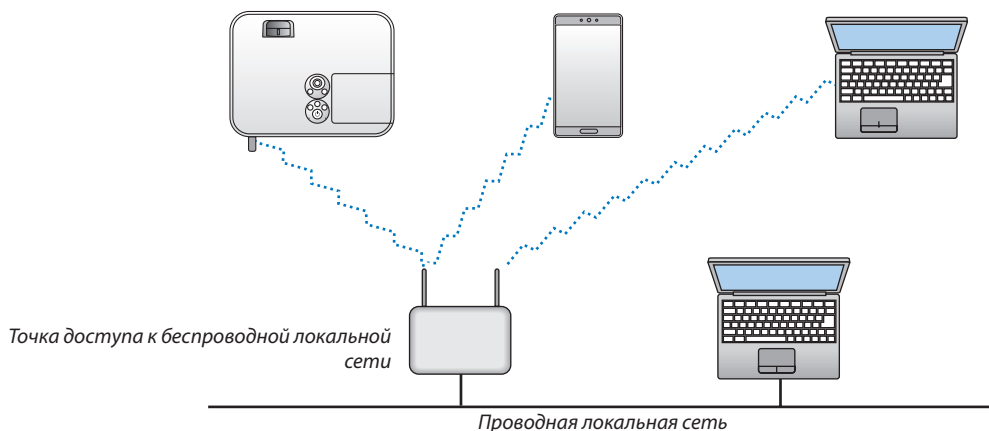 Точка доступа к беспроводной локальной
сети
Проводная локальная сеть